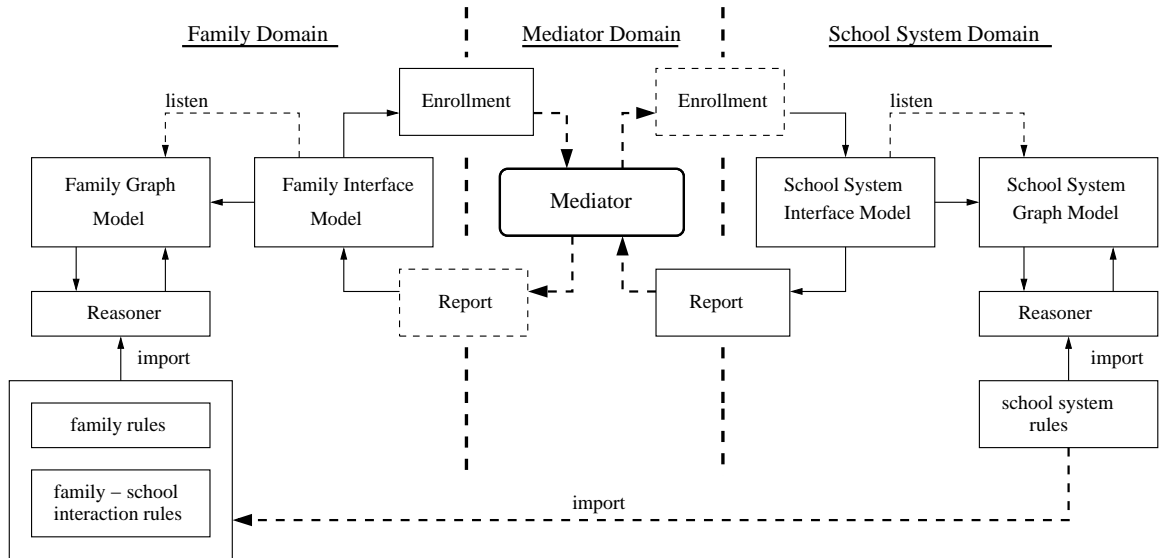 Family Domain
Mediator Domain
School System Domain
Enrollment
Enrollment
listen
listen
Family Graph
Model
Family Interface
Model
Mediator
School System
Interface Model
School System
Graph Model
Report
Report
Reasoner
Reasoner
import
import
family rules
school system
rules
family – school
interaction rules
import